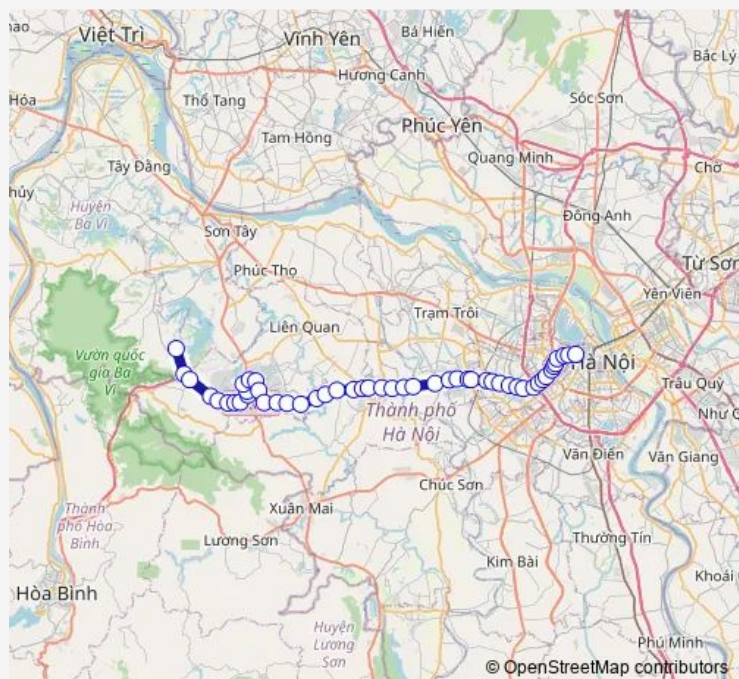 Việt Trì
Vĩnh Yên
Bá Hiến
Bắc Lý
Hương Canh
Hóa
Thổ Tang
Sóc Sơn
Phúc Yên
Tam Hồng
Quang Minh
Tây Đằng
Chờ
Huyện
Ba Vì
Đông Anh
Sơn Tây
Từ Sơn
Phúc Thọ
Yên Viên
Trạm Trôi
Liên Quan
Vườn quốc
gia Ba
Vì
Hà Nội
Trâu Quỳ
Thành phố
Hà Nội
Như Q
Văn Điển
Văn Giang
Chúc Sơn
Xuân Mai
Thành
phố Hòa
Bình
Lương Sơn
Thường Tín
Kim Bài
Khoái
Hòa Bình
Huyện
Lương
Sơn
Phú Minh
© OpenStreetMap contributors